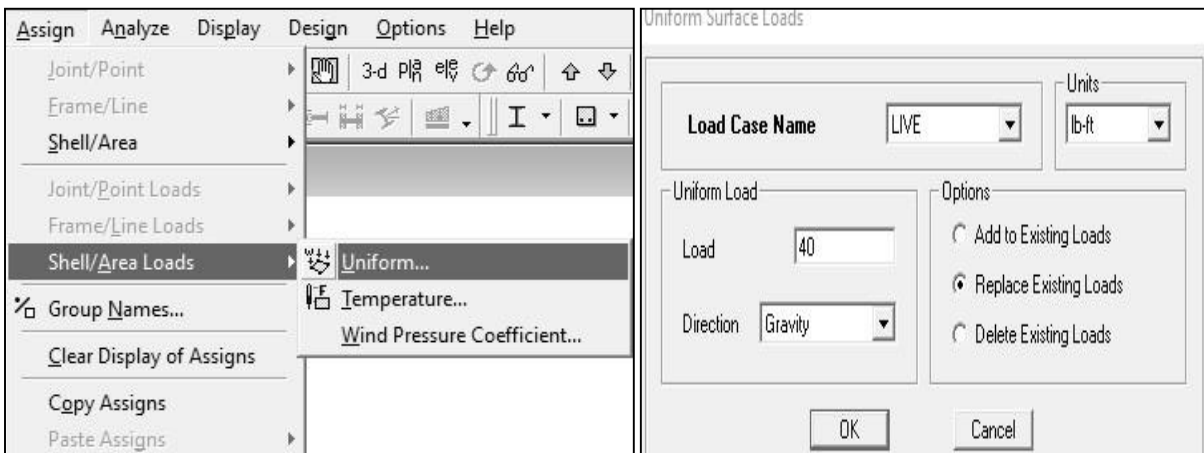 Assign Analyze Display Design Options Help
Joint/Point
3-d
Frame/Line
Shell/Area
Joint/Point Loads
Frame/Line Loads
Shell/Area Loads
Uniform...
Temperature...
Wind Pressure Coefficient...
Group Names...
Clear Display of Assigns
Copy Assigns
Paste Assigns
Uniform Surface Loads
Units
Load Case Name LIVE lb-ft
Uniform Load
Load 40
Direction Gravity
Options
Add to Existing Loads
Replace Existing Loads
Delete Existing Loads
OK Cancel